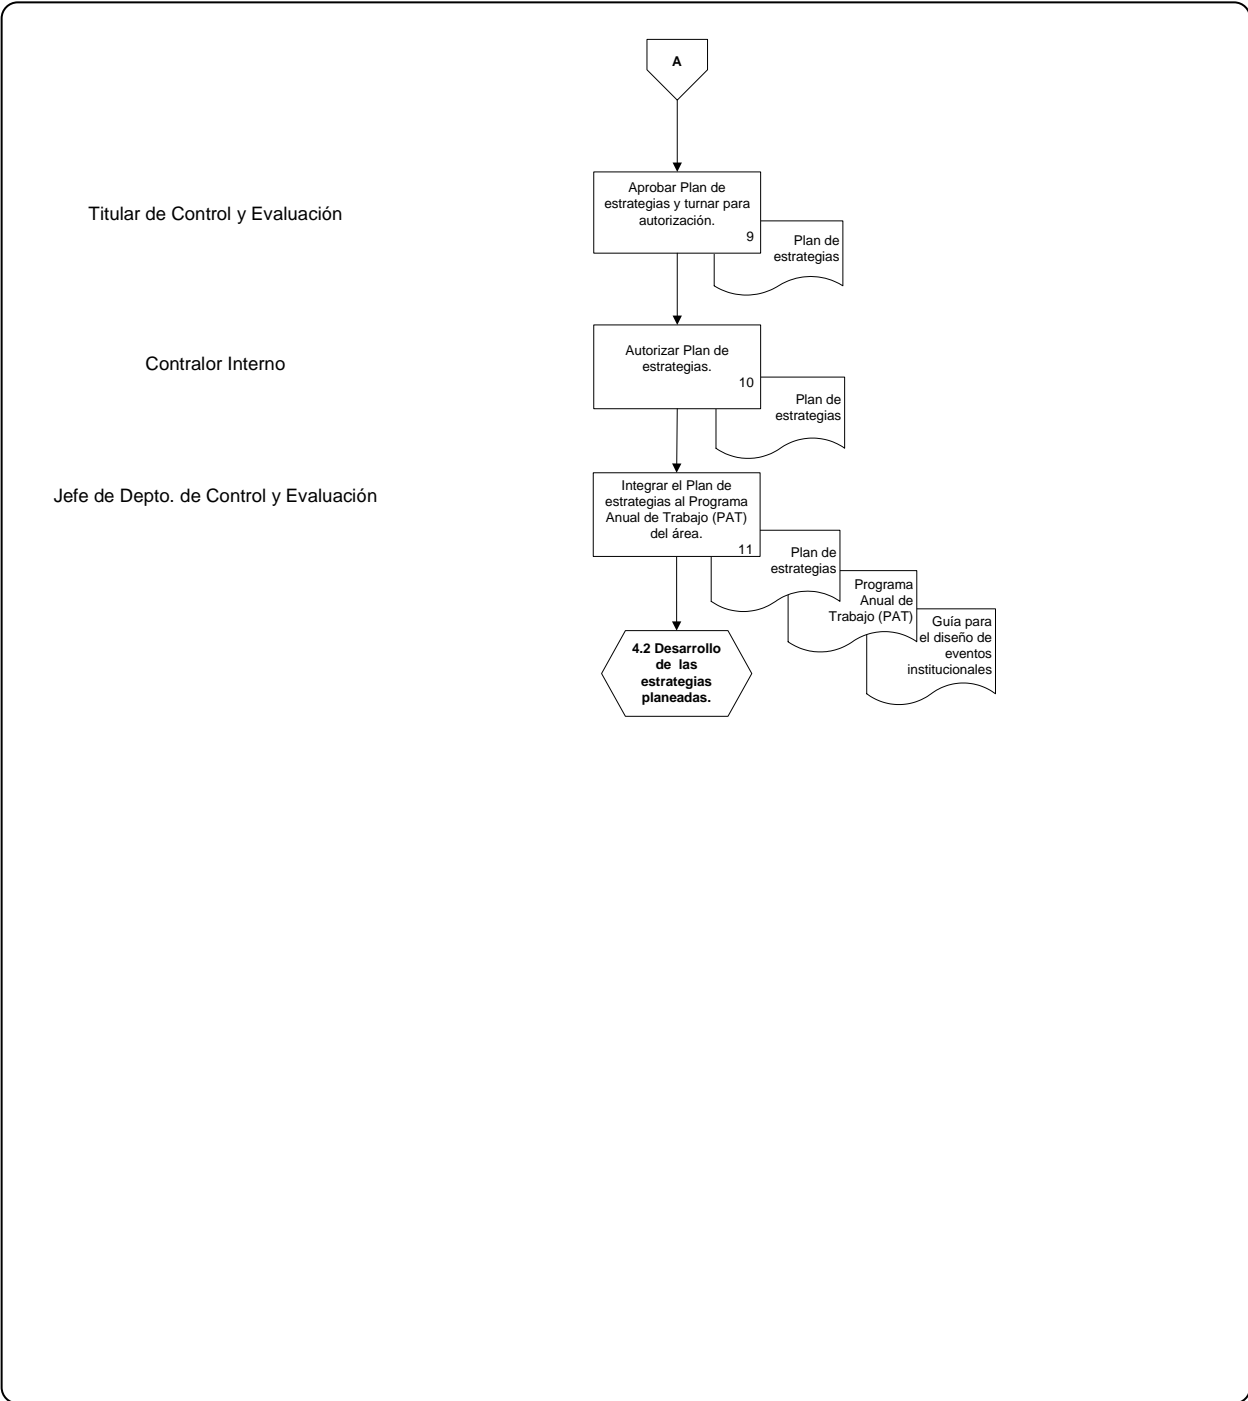 A
Titular de Control y Evaluación
Aprobar Plan de
estrategias y turnar para
autorización.
9
Plan de
estrategias
Contralor Interno
Autorizar Plan de
estrategias.
10
Plan de
estrategias
Jefe de Depto. de Control y Evaluación
Integrar el Plan de
estrategias al Programa
Anual de Trabajo (PAT)
del área.
11
Plan de
estrategias
Programa
Anual de
Trabajo (PAT)
Guía para
el diseño de
eventos
institucionales
4.2 Desarrollo
de las
estrategias
planeadas.